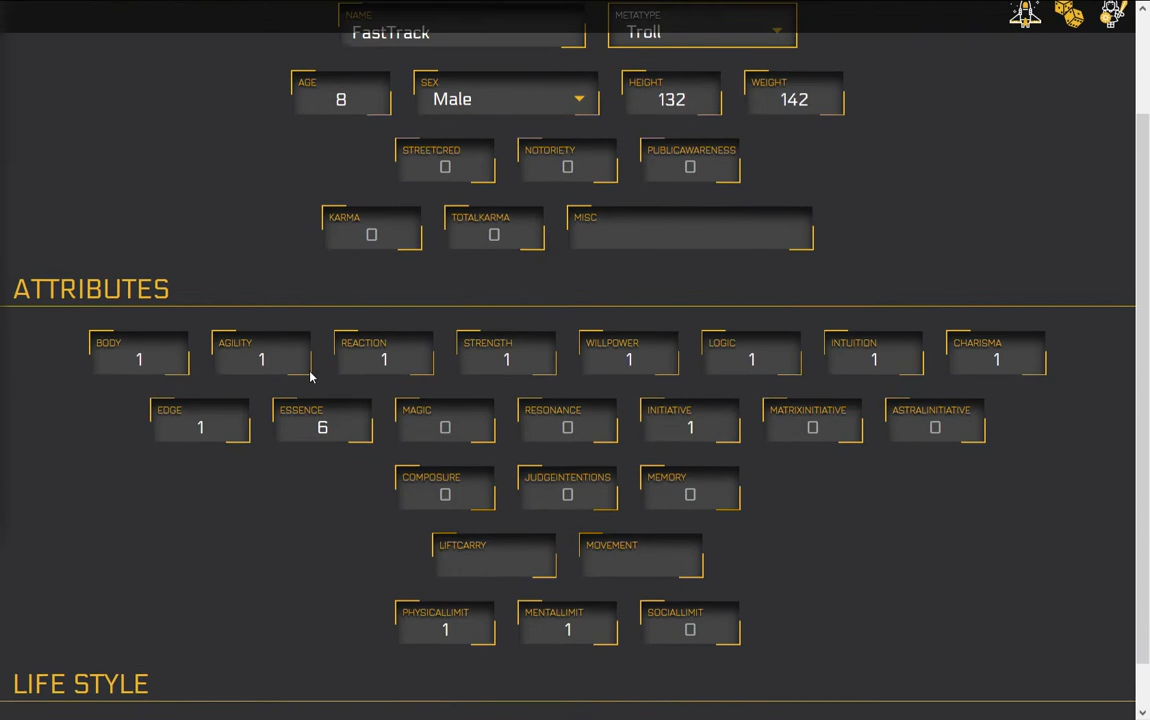 NAME METATYPE
FastTrack Troll
AGE SEX HEIGHT WEIGHT
8 Male 132 142
STREETCRED NOTORIETY PUBLICAWARENESS
0 0 0
KARMA TOTALKARMA MISC
0 0
ATTRIBUTES
BODY AGILITY REACTION STRENGTH WILLPOWER LOGIC INTUITION CHARISMA
1 1 1 1 1 1 1 1
EDGE ESSENCE MAGIC RESONANCE INITIATIVE MATRIXINITIATIVE ASTRALINITIATIVE
1 6 0 0 1 0 0
COMPOSURE JUDGEINTENTIONS MEMORY
0 0 0
LIFTCARRY MOVEMENT
PHYSICALLIMIT MENTALLIMIT SOCIALLIMIT
1 1 0
LIFE STYLE